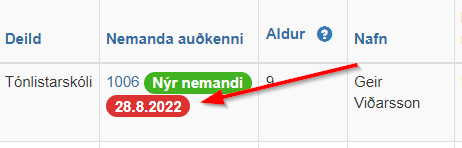 Deild Nemanda auðkenni Aldur ? Nafn
Tónlistarskóli 1006 Nýr nemandi 9 Geir
28.8.2022 Viðarsson